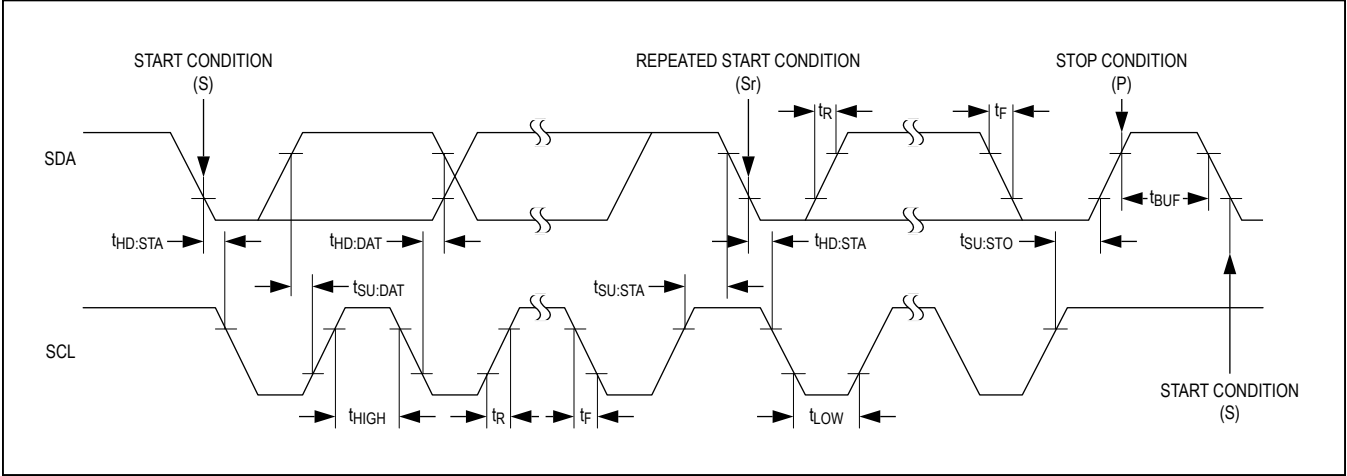 START CONDITION
(S)
REPEATED START CONDITION
(Sr)
STOP CONDITION
(P)
tR
tF
SDA
tBUF
tHD:STA
tHD:DAT
tHD:STA
tSU:STO
tSU:DAT
tSU:STA
SCL
tHIGH
tR
tF
tLOW
START CONDITION
(S)